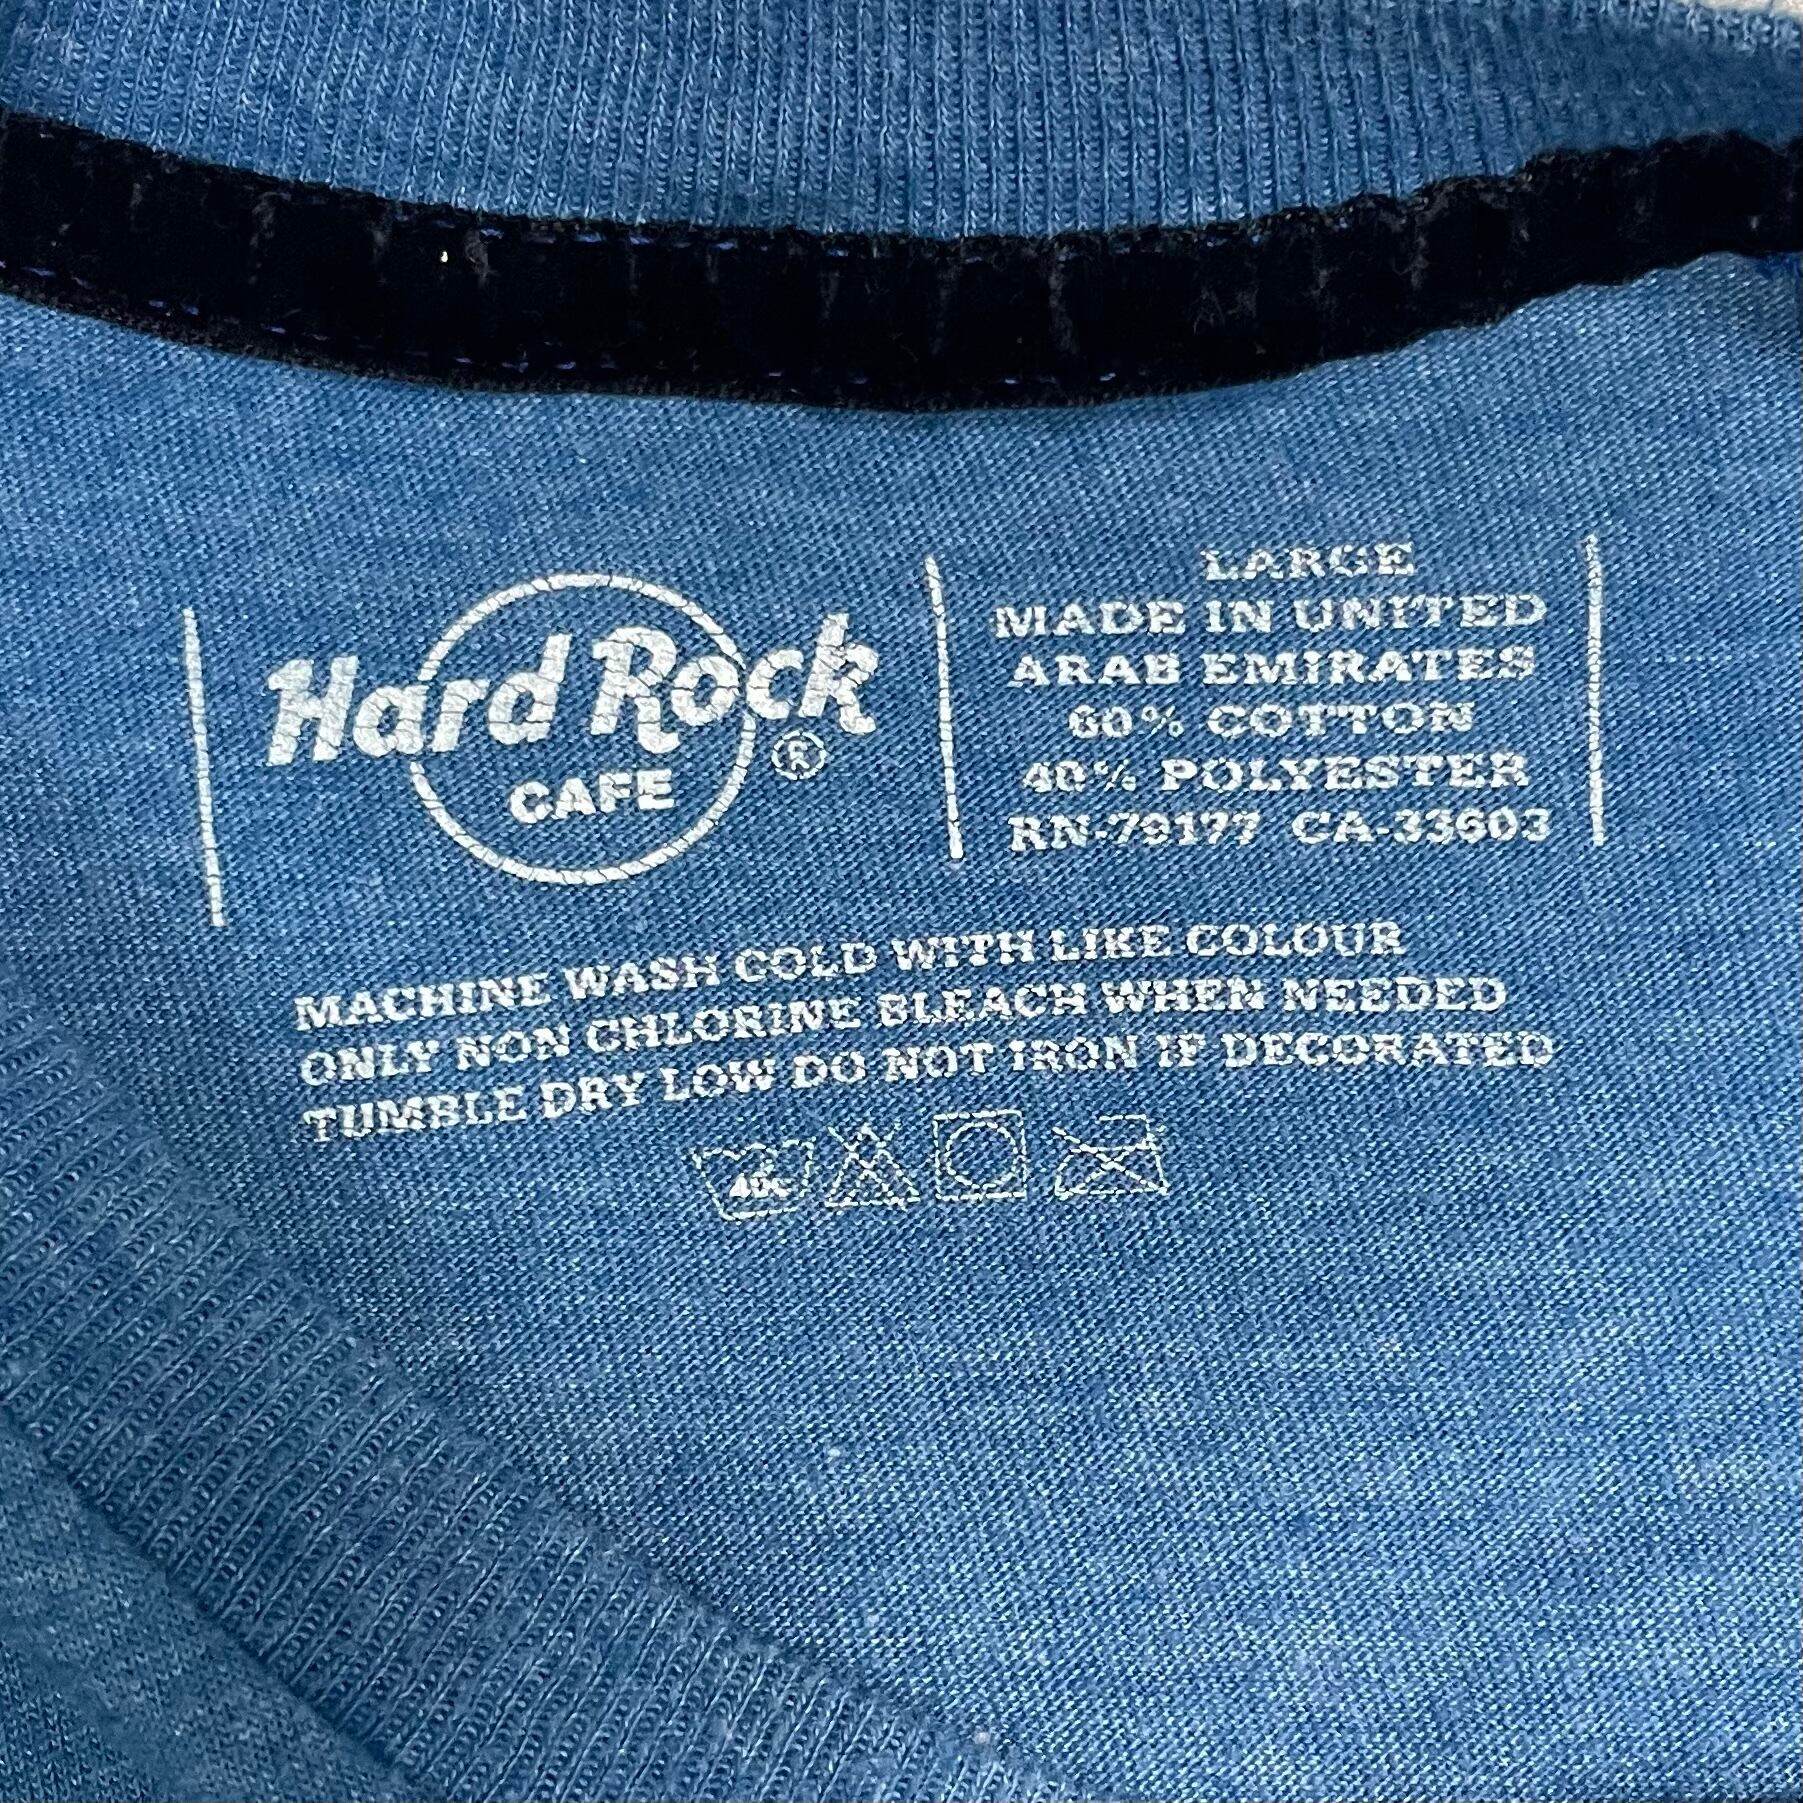 Hard Rock
®
CAFE
LARGE
MADE IN UNITED
ARAB EMIRATES
60% COTTON
40% POLYESTER
RN-79177 CA-33603
MACHINE WASH COLD WITH LIKE COLOUR
ONLY NON CHLORINE BLEACH WHEN NEEDED
TUMBLE DRY LOW DO NOT IRON IF DECORATED
40c